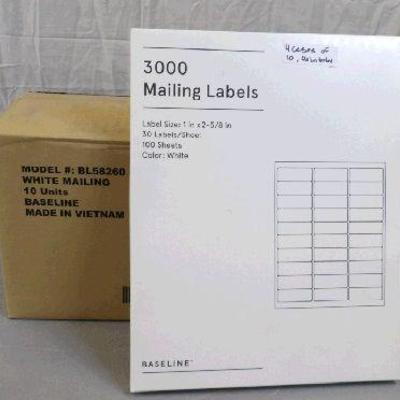 MODEL #: BL58260
WHITE MAILING
10 Units
BASELINE
MADE IN VIETNAM
3000
Mailing Labels
Label Size: 1 in x 2-5/8 in
30 Labels/Sheet
100 Sheets
Color: White
4 cases of
10,
BASELINE